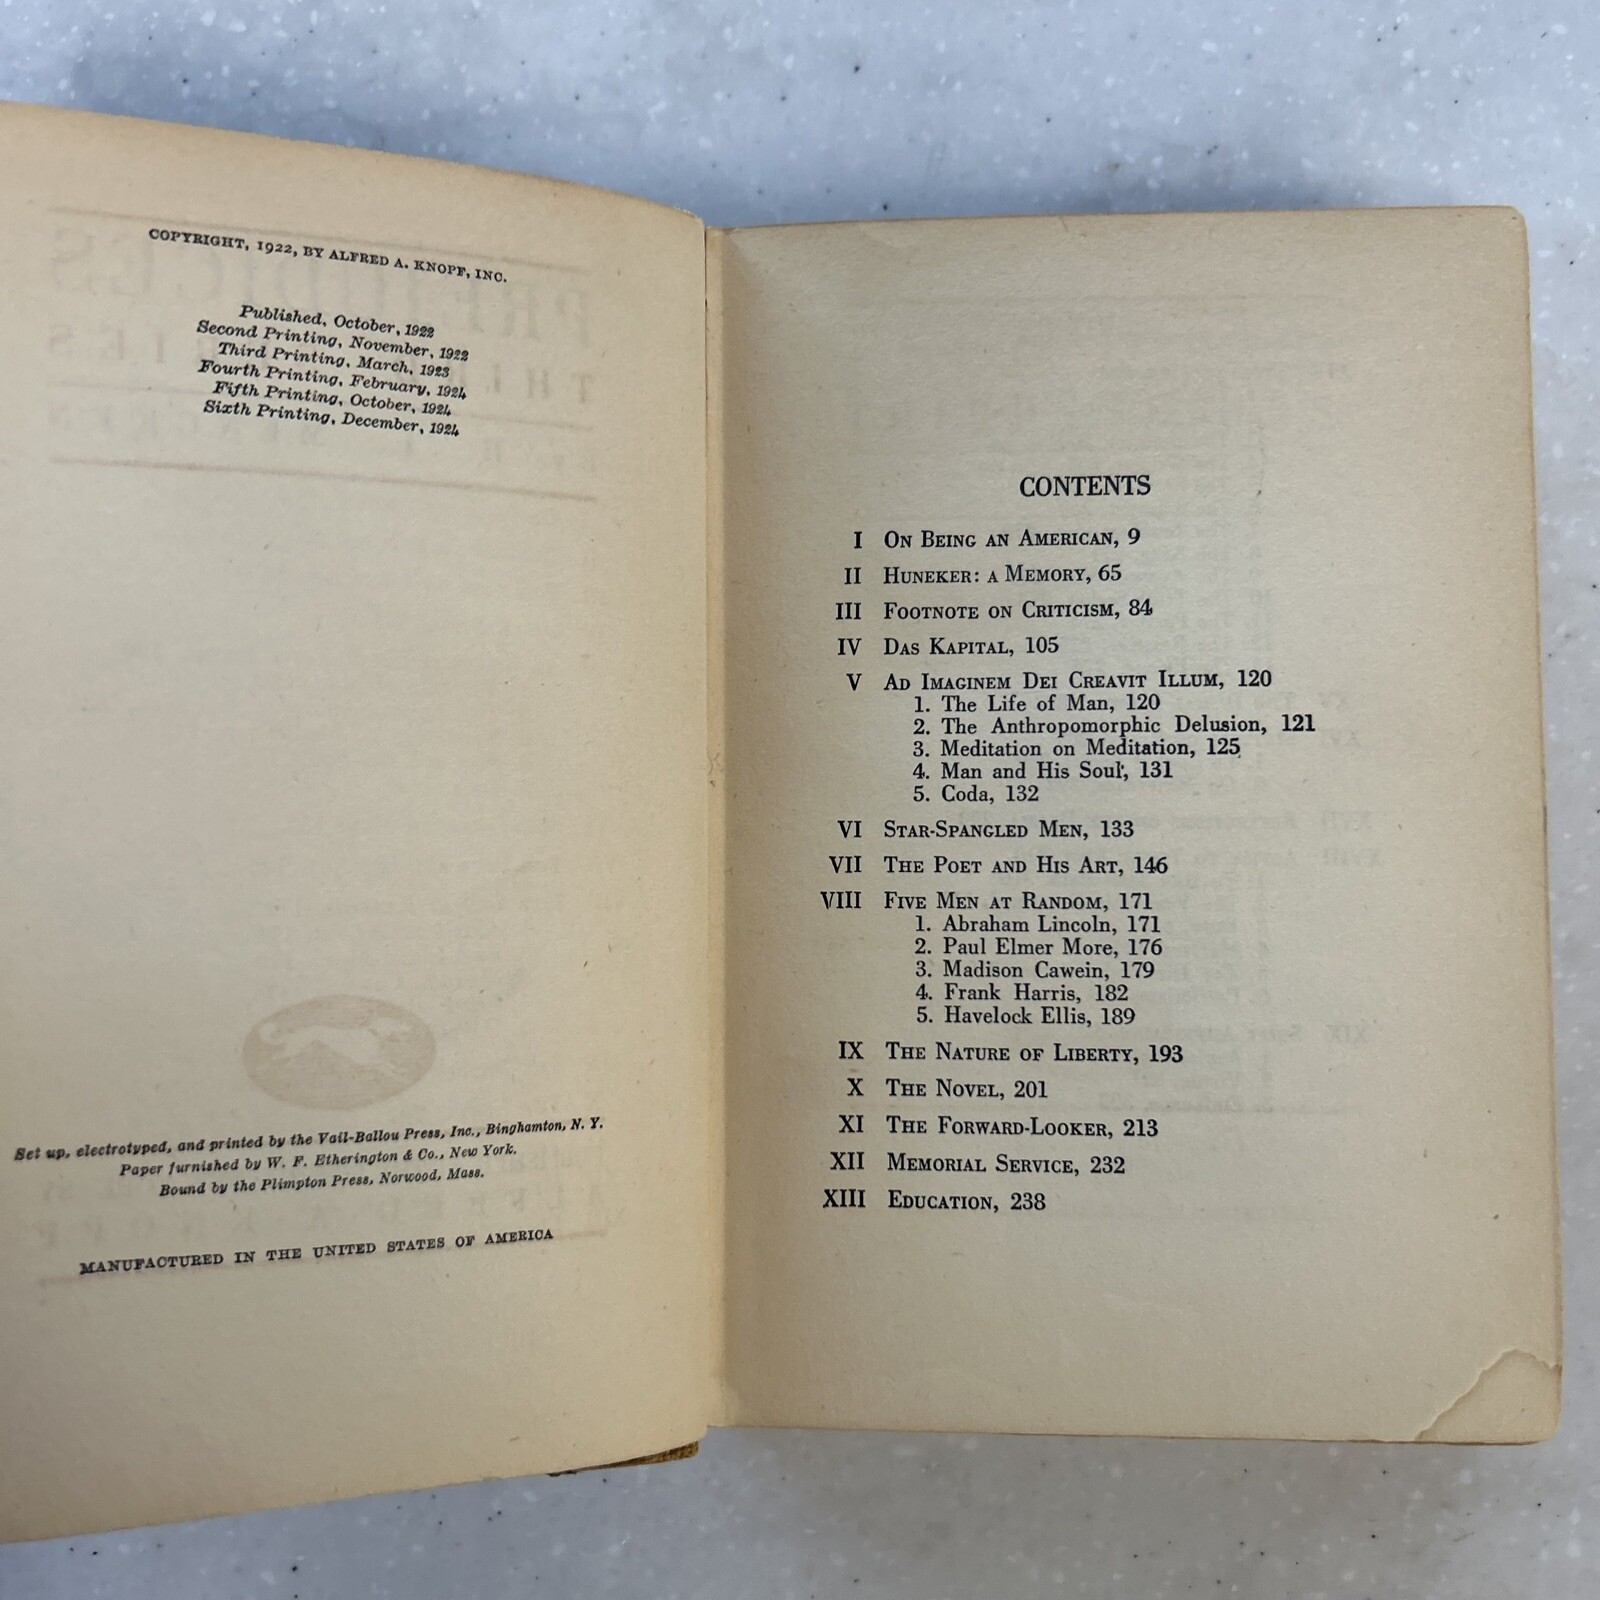 COPYRIGHT, 1922, BY ALFRED A. KNOPF, INC.
Published, October, 1922
Second Printing, November, 1922
Third Printing, March, 1923
Fourth Printing, February, 1924
Fifth Printing, October, 1924
Sixth Printing, December, 1924
Set up, electrotyped, and printed by the Vail-Ballou Press, Inc., Binghamton, N. Y.
Paper furnished by W. F. Etherington & Co., New York.
Bound by the Plimpton Press, Norwood, Mass.
MANUFACTURED IN THE UNITED STATES OF AMERICA
CONTENTS
I On Being an American, 9
II Huneker: a Memory, 65
III Footnote on Criticism, 84
IV Das Kapital, 105
V Ad Imaginem Dei Creavit Illum, 120
1. The Life of Man, 120
2. The Anthropomorphic Delusion, 121
3. Meditation on Meditation, 125
4. Man and His Soul, 131
5. Coda, 132
VI Star-Spangled Men, 133
VII The Poet and His Art, 146
VIII Five Men at Random, 171
1. Abraham Lincoln, 171
2. Paul Elmer More, 176
3. Madison Cawein, 179
4. Frank Harris, 182
5. Havelock Ellis, 189
IX The Nature of Liberty, 193
X The Novel, 201
XI The Forward-Looker, 213
XII Memorial Service, 232
XIII Education, 238